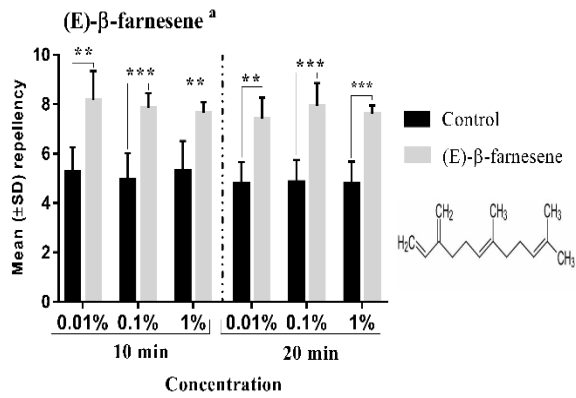 (E)-β-farnesene a
Mean (±SD) repellency
10
8
6
4
2
0
** *** ** ** *** ***
0.01% 0.1% 1% 0.01% 0.1% 1%
10 min 20 min
Concentration
Control
(E)-β-farnesene
CH2 CH3 CH3
H2C
CH3